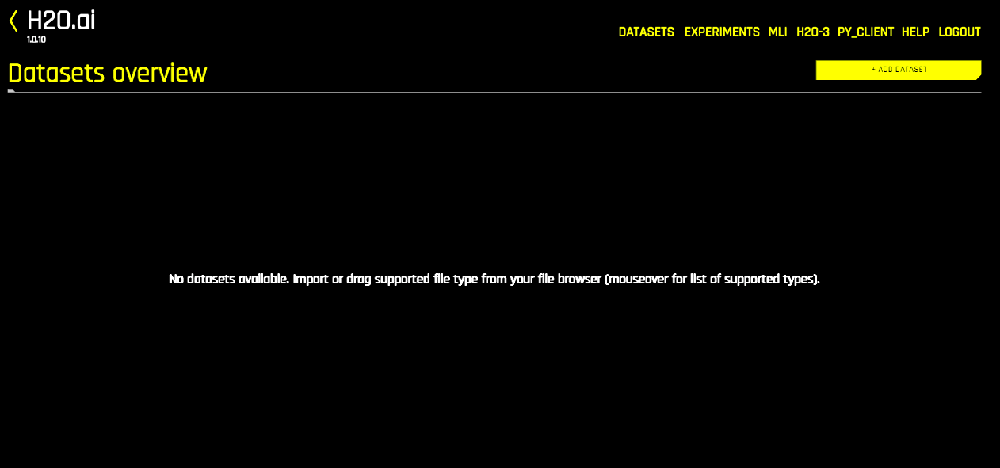 H2O.ai
1.0.10
DATASETS EXPERIMENTS MLI H2O-3 PY_CLIENT HELP LOGOUT
Datasets overview
+ ADD DATASET
No datasets available. Import or drag supported file type from your file browser (mouseover for list of supported types).